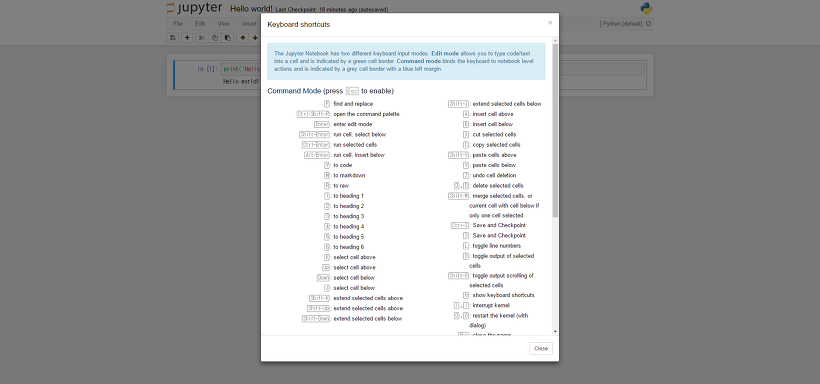 jupyter Hello world! Last Checkpoint: 18 minutes ago (autosaved)
File Edit View Insert
Python [default]
Keyboard shortcuts
×
The Jupyter Notebook has two different keyboard input modes. Edit mode allows you to type code/text
into a cell and is indicated by a green cell border. Command mode binds the keyboard to notebook level
actions and is indicated by a grey cell border with a blue left margin.
In [1]: print('Hello
Hello world!
Command Mode (press Esc to enable)
F: find and replace
Ctrl-Shift-P: open the command palette
Enter: enter edit mode
Shift-Enter: run cell, select below
Ctrl-Enter: run selected cells
Alt-Enter: run cell, insert below
Y: to code
M: to markdown
R: to raw
1: to heading 1
2: to heading 2
3: to heading 3
4: to heading 4
5: to heading 5
6: to heading 6
K: select cell above
Up: select cell above
Down: select cell below
J: select cell below
Shift-K: extend selected cells above
Shift-Up: extend selected cells above
Shift-Down: extend selected cells below
Shift-J: extend selected cells below
A: insert cell above
B: insert cell below
X: cut selected cells
C: copy selected cells
Shift-V: paste cells above
V: paste cells below
Z: undo cell deletion
D,D: delete selected cells
Shift-M: merge selected cells, or
current cell with cell below if
only one cell selected
Ctrl-S: Save and Checkpoint
S: Save and Checkpoint
L: toggle line numbers
O: toggle output of selected
cells
Shift-O: toggle output scrolling of
selected cells
H: show keyboard shortcuts
I,I: interrupt kernel
0,0: restart the kernel (with
dialog)
Esc: close the pager
Close